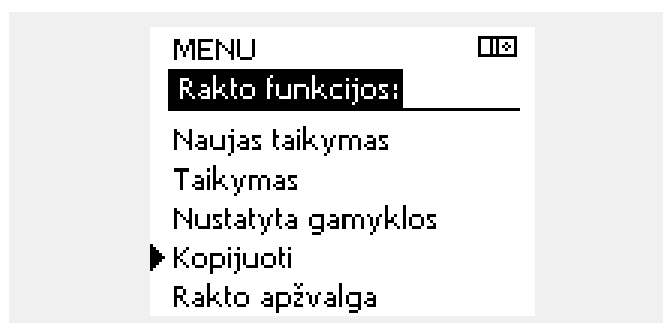 MENU
Rakto funkcijos:
Naujas taikymas
Taikymas
Nustatyta gamyklos
Kopijuoti
Rakto apžvalga